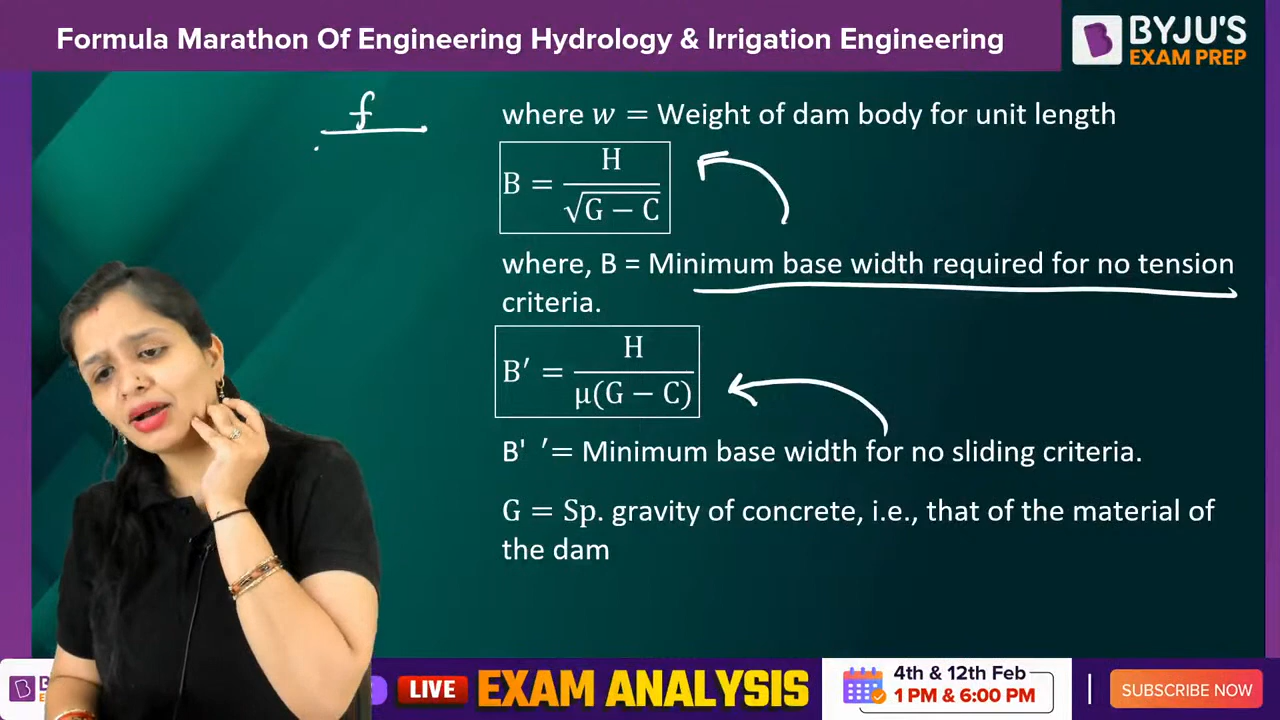 Formula Marathon Of Engineering Hydrology & Irrigation Engineering
BYJU'S
EXAM PREP
f
where w = Weight of dam body for unit length
B = H / √(G − C)
where, B = Minimum base width required for no tension
criteria.
B′ = H / μ(G − C)
B' ′= Minimum base width for no sliding criteria.
G = Sp. gravity of concrete, i.e., that of the material of
the dam
LIVE
EXAM ANALYSIS
4th & 12th Feb
1 PM & 6:00 PM
SUBSCRIBE NOW